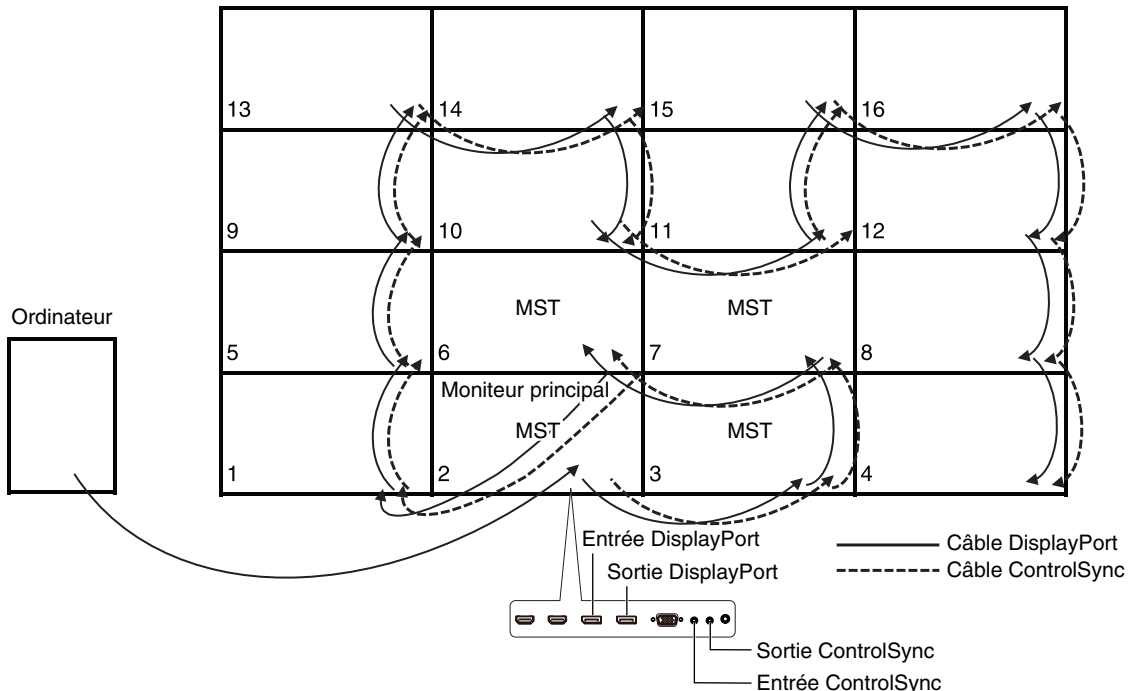 13
14
15
16
9
10
11
12
MST
MST
Ordinateur
5
6
7
8
Moniteur principal
MST
MST
1
2
3
4
Entrée DisplayPort
Sortie DisplayPort
Câble DisplayPort
Câble ControlSync
Sortie ControlSync
Entrée ControlSync